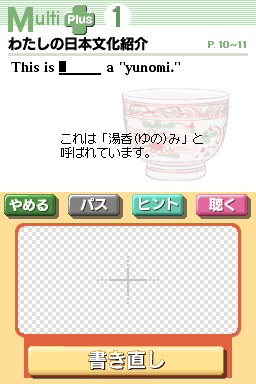 Multi Plus 1
わたしの日本文化紹介 P. 10~11
This is _____ a "yunomi."
これは「湯呑(ゆの)み」と
呼ばれています。
やめる パス ヒント 聴く
書き直し